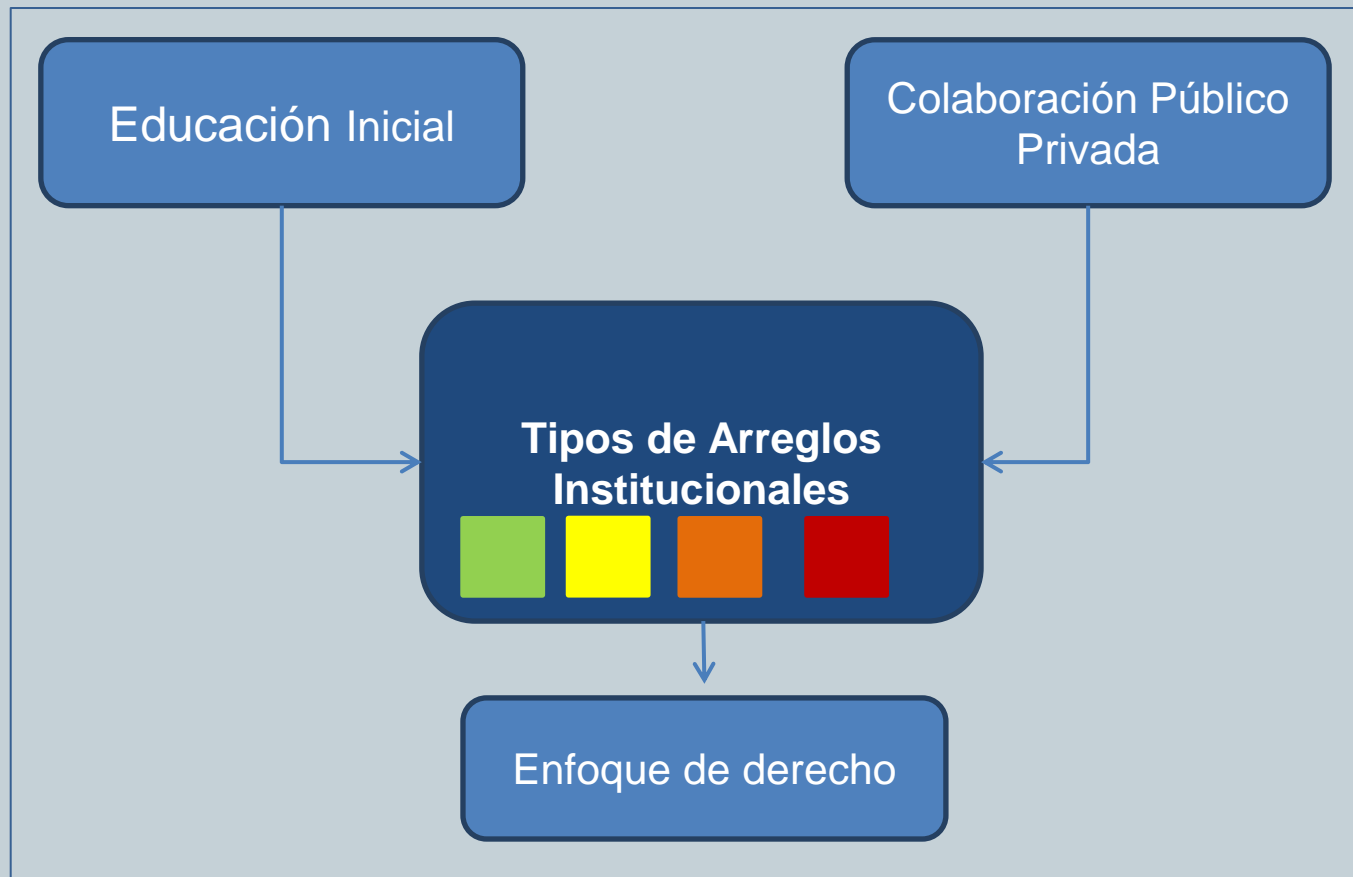 Educación Inicial
Colaboración Público
Privada
Tipos de Arreglos
Institucionales
Enfoque de derecho